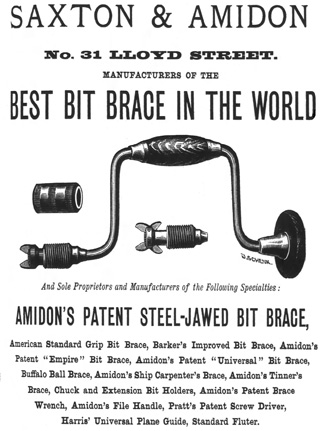 SAXTON & AMIDON
No. 31 LLOYD STREET.
MANUFACTURERS OF THE
BEST BIT BRACE IN THE WORLD
And Sole Proprietors and Manufacturers of the Following Specialties:
AMIDON'S PATENT STEEL-JAWED BIT BRACE,
American Standard Grip Bit Brace, Barker's Improved Bit Brace, Amidon's
Patent "Empire" Bit Brace, Amidon's Patent "Universal" Bit Brace,
Buffalo Ball Brace, Amidon's Ship Carpenter's Brace, Amidon's Tinner's
Brace, Chuck and Extension Bit Holders, Amidon's Patent Brace
Wrench, Amidon's File Handle, Pratt's Patent Screw Driver,
Harris' Universal Plane Guide, Standard Fluter.